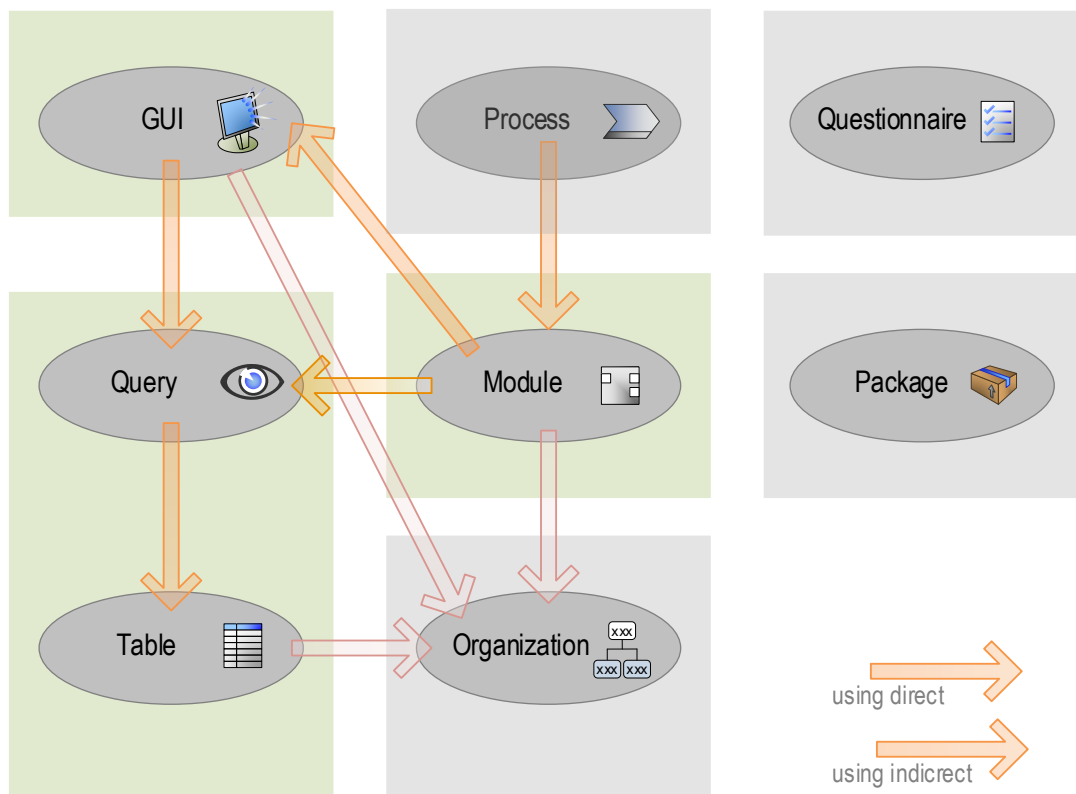 GUI
Process
Questionnaire
Query
Module
Package
Table
Organization
xxx
xxx xxx
using direct
using indicrect